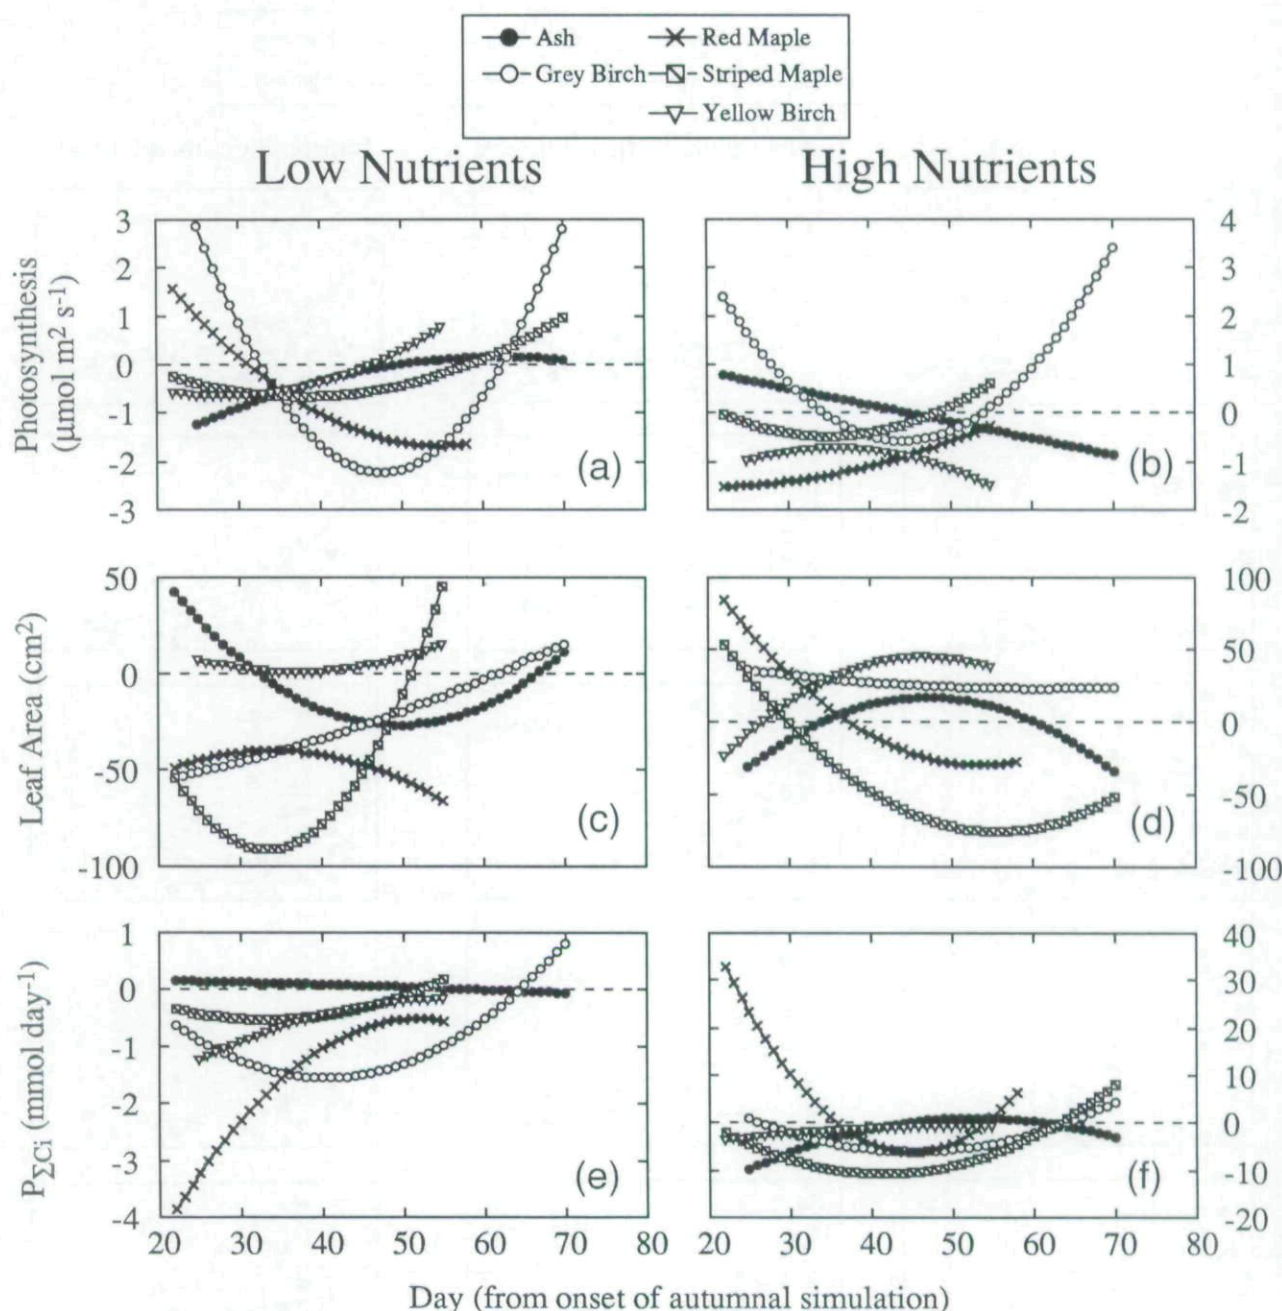 Ash
Red Maple
Grey Birch
Striped Maple
Yellow Birch
Low Nutrients
High Nutrients
Photosynthesis
(μmol m² s⁻¹)
3
2
1
0
-1
-2
-3
(a)
4
3
2
1
0
-1
-2
(b)
Leaf Area(cm²)
50
0
-50
-100
(c)
100
50
0
-50
-100
(d)
P_ΣCi (mmol day⁻¹)
1
0
-1
-2
-3
-4
(e)
40
30
20
10
0
-10
-20
(f)
20 30 40 50 60 70 20 30 40 50 60 70 80
Day (from onset of autumnal simulation)